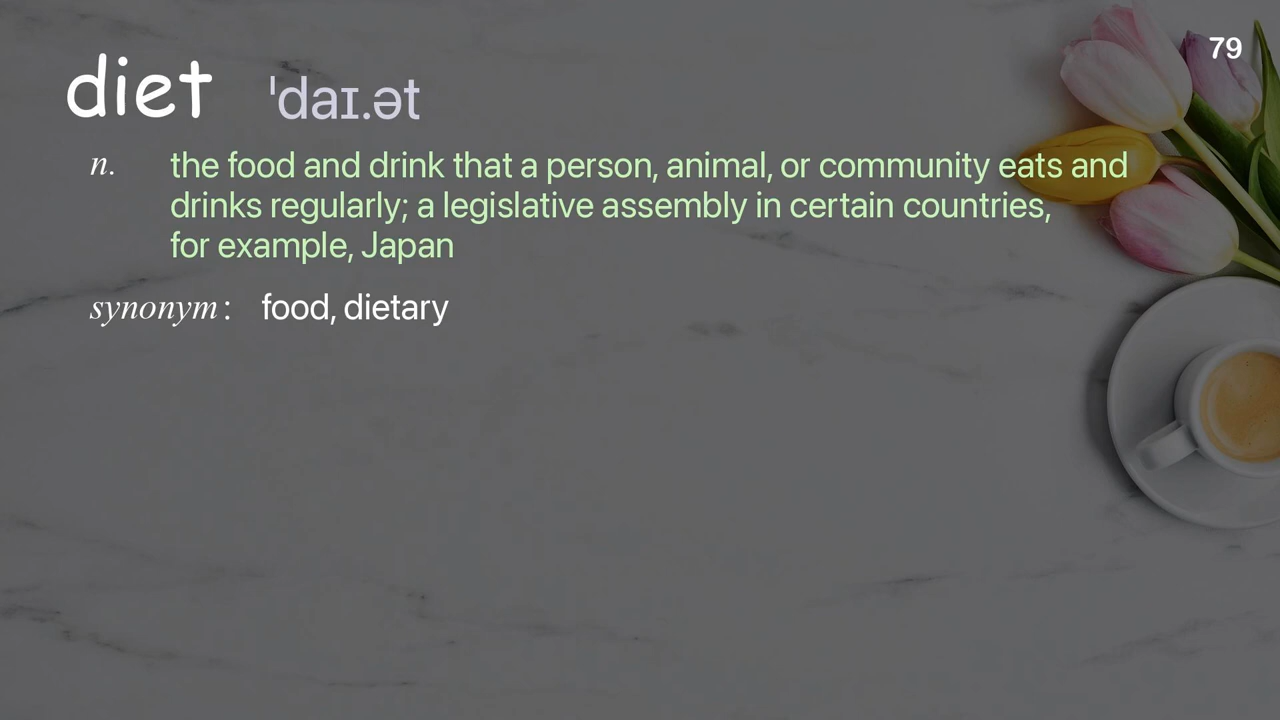 79
diet ˈdaɪ.ət
n. the food and drink that a person, animal, or community eats and
drinks regularly; a legislative assembly in certain countries,
for example, Japan
synonym: food, dietary